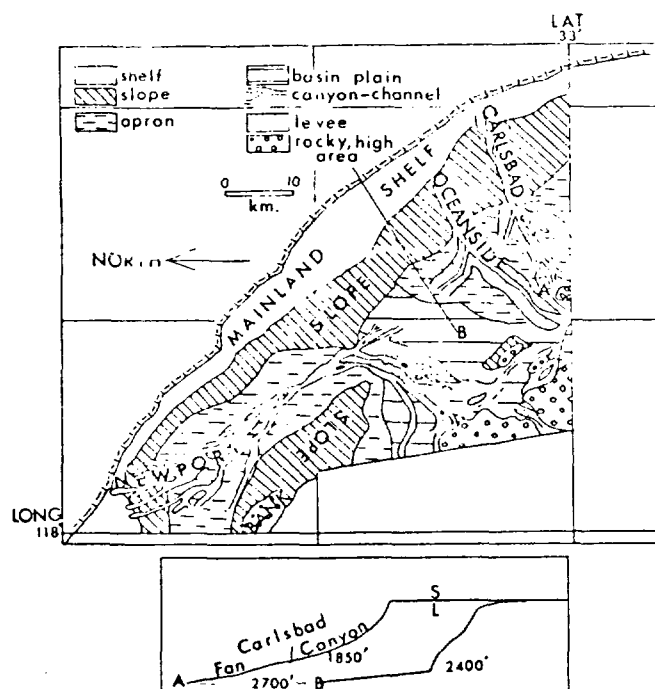 LAT
33'
shelf
slope
apron
basin plain
canyon-channel
levee
rocky, high
area
0 10
km.
NORTH
MAINLAND SHELF
SLOPE
CARLSBAD
OCEANSIDE
A
B
NEWPOR
BANK SLOPE
LONG
118
S
L
Carlsbad
Canyon
Fan
1850'
2400'
A
2700'
B